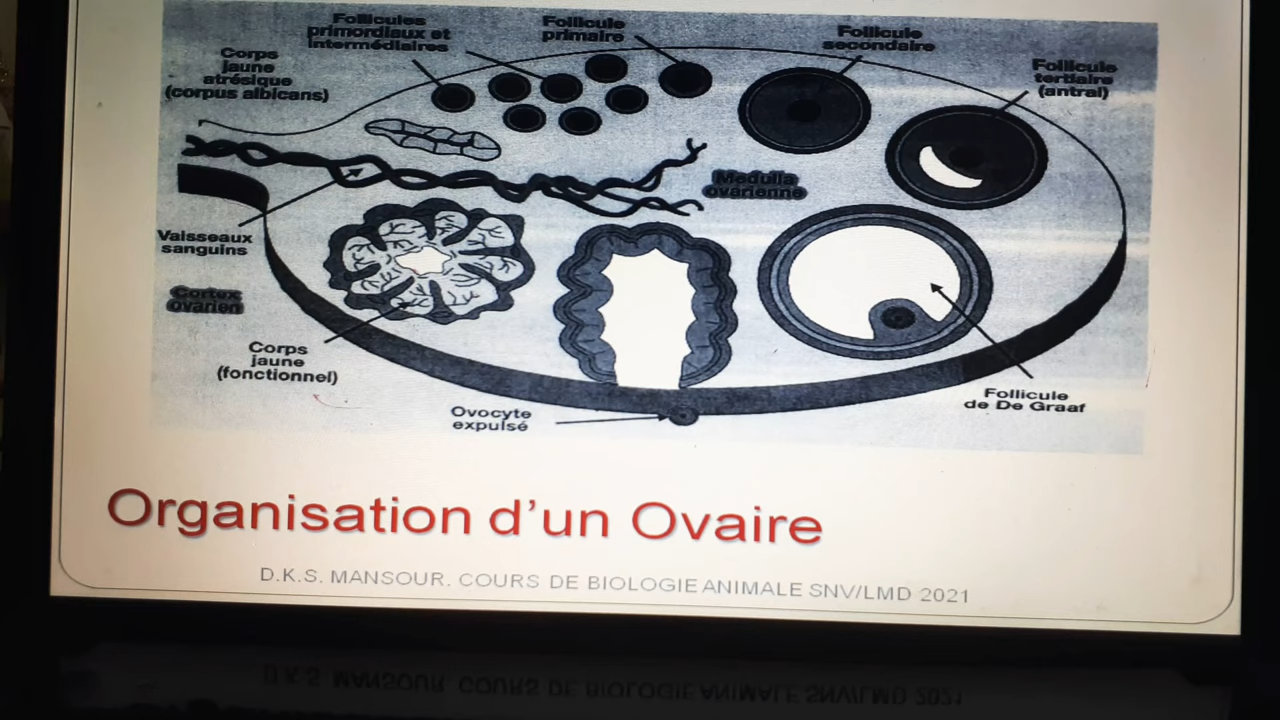 Follicules
primordiaux et
intermédiaires
Follicule
primaire
Follicule
secondaire
Follicule
tertiaire
(antral)
Corps
jaune
atrésique
(corpus albicans)
Medulla
ovarienne
Vaisseaux
sanguins
Cortex
ovarien
Corps
jaune
(fonctionnel)
Ovocyte
expulsé
Follicule
de De Graaf
Organisation d'un Ovaire
D.K.S. MANSOUR. COURS DE BIOLOGIE ANIMALE SNV/LMD 2021